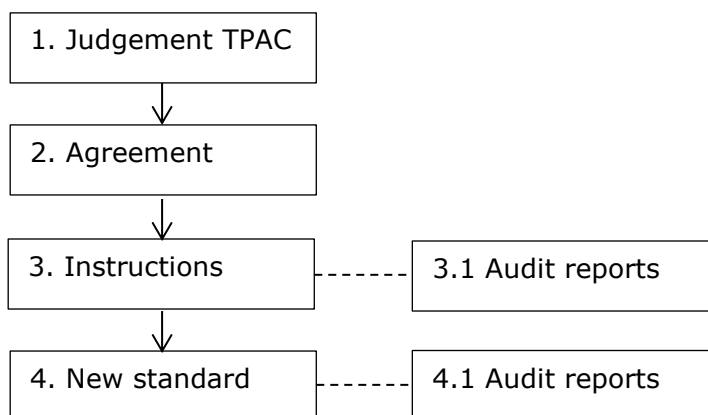 1. Judgement TPAC
2. Agreement
3. Instructions
3.1 Audit reports
4. New standard
4.1 Audit reports